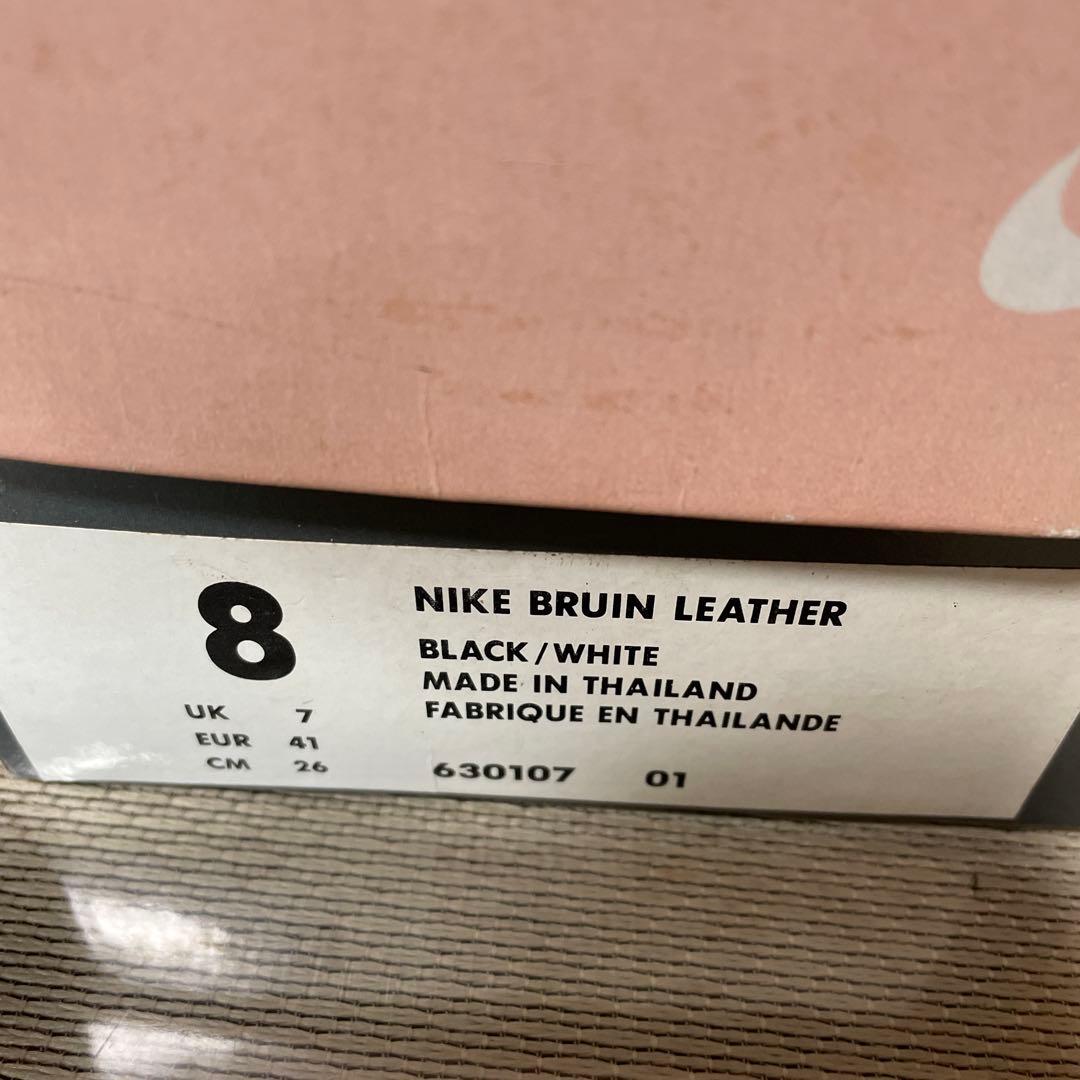 8
UK 7
EUR 41
CM 26
NIKE BRUIN LEATHER
BLACK/WHITE
MADE IN THAILAND
FABRIQUE EN THAILANDE
630107 01